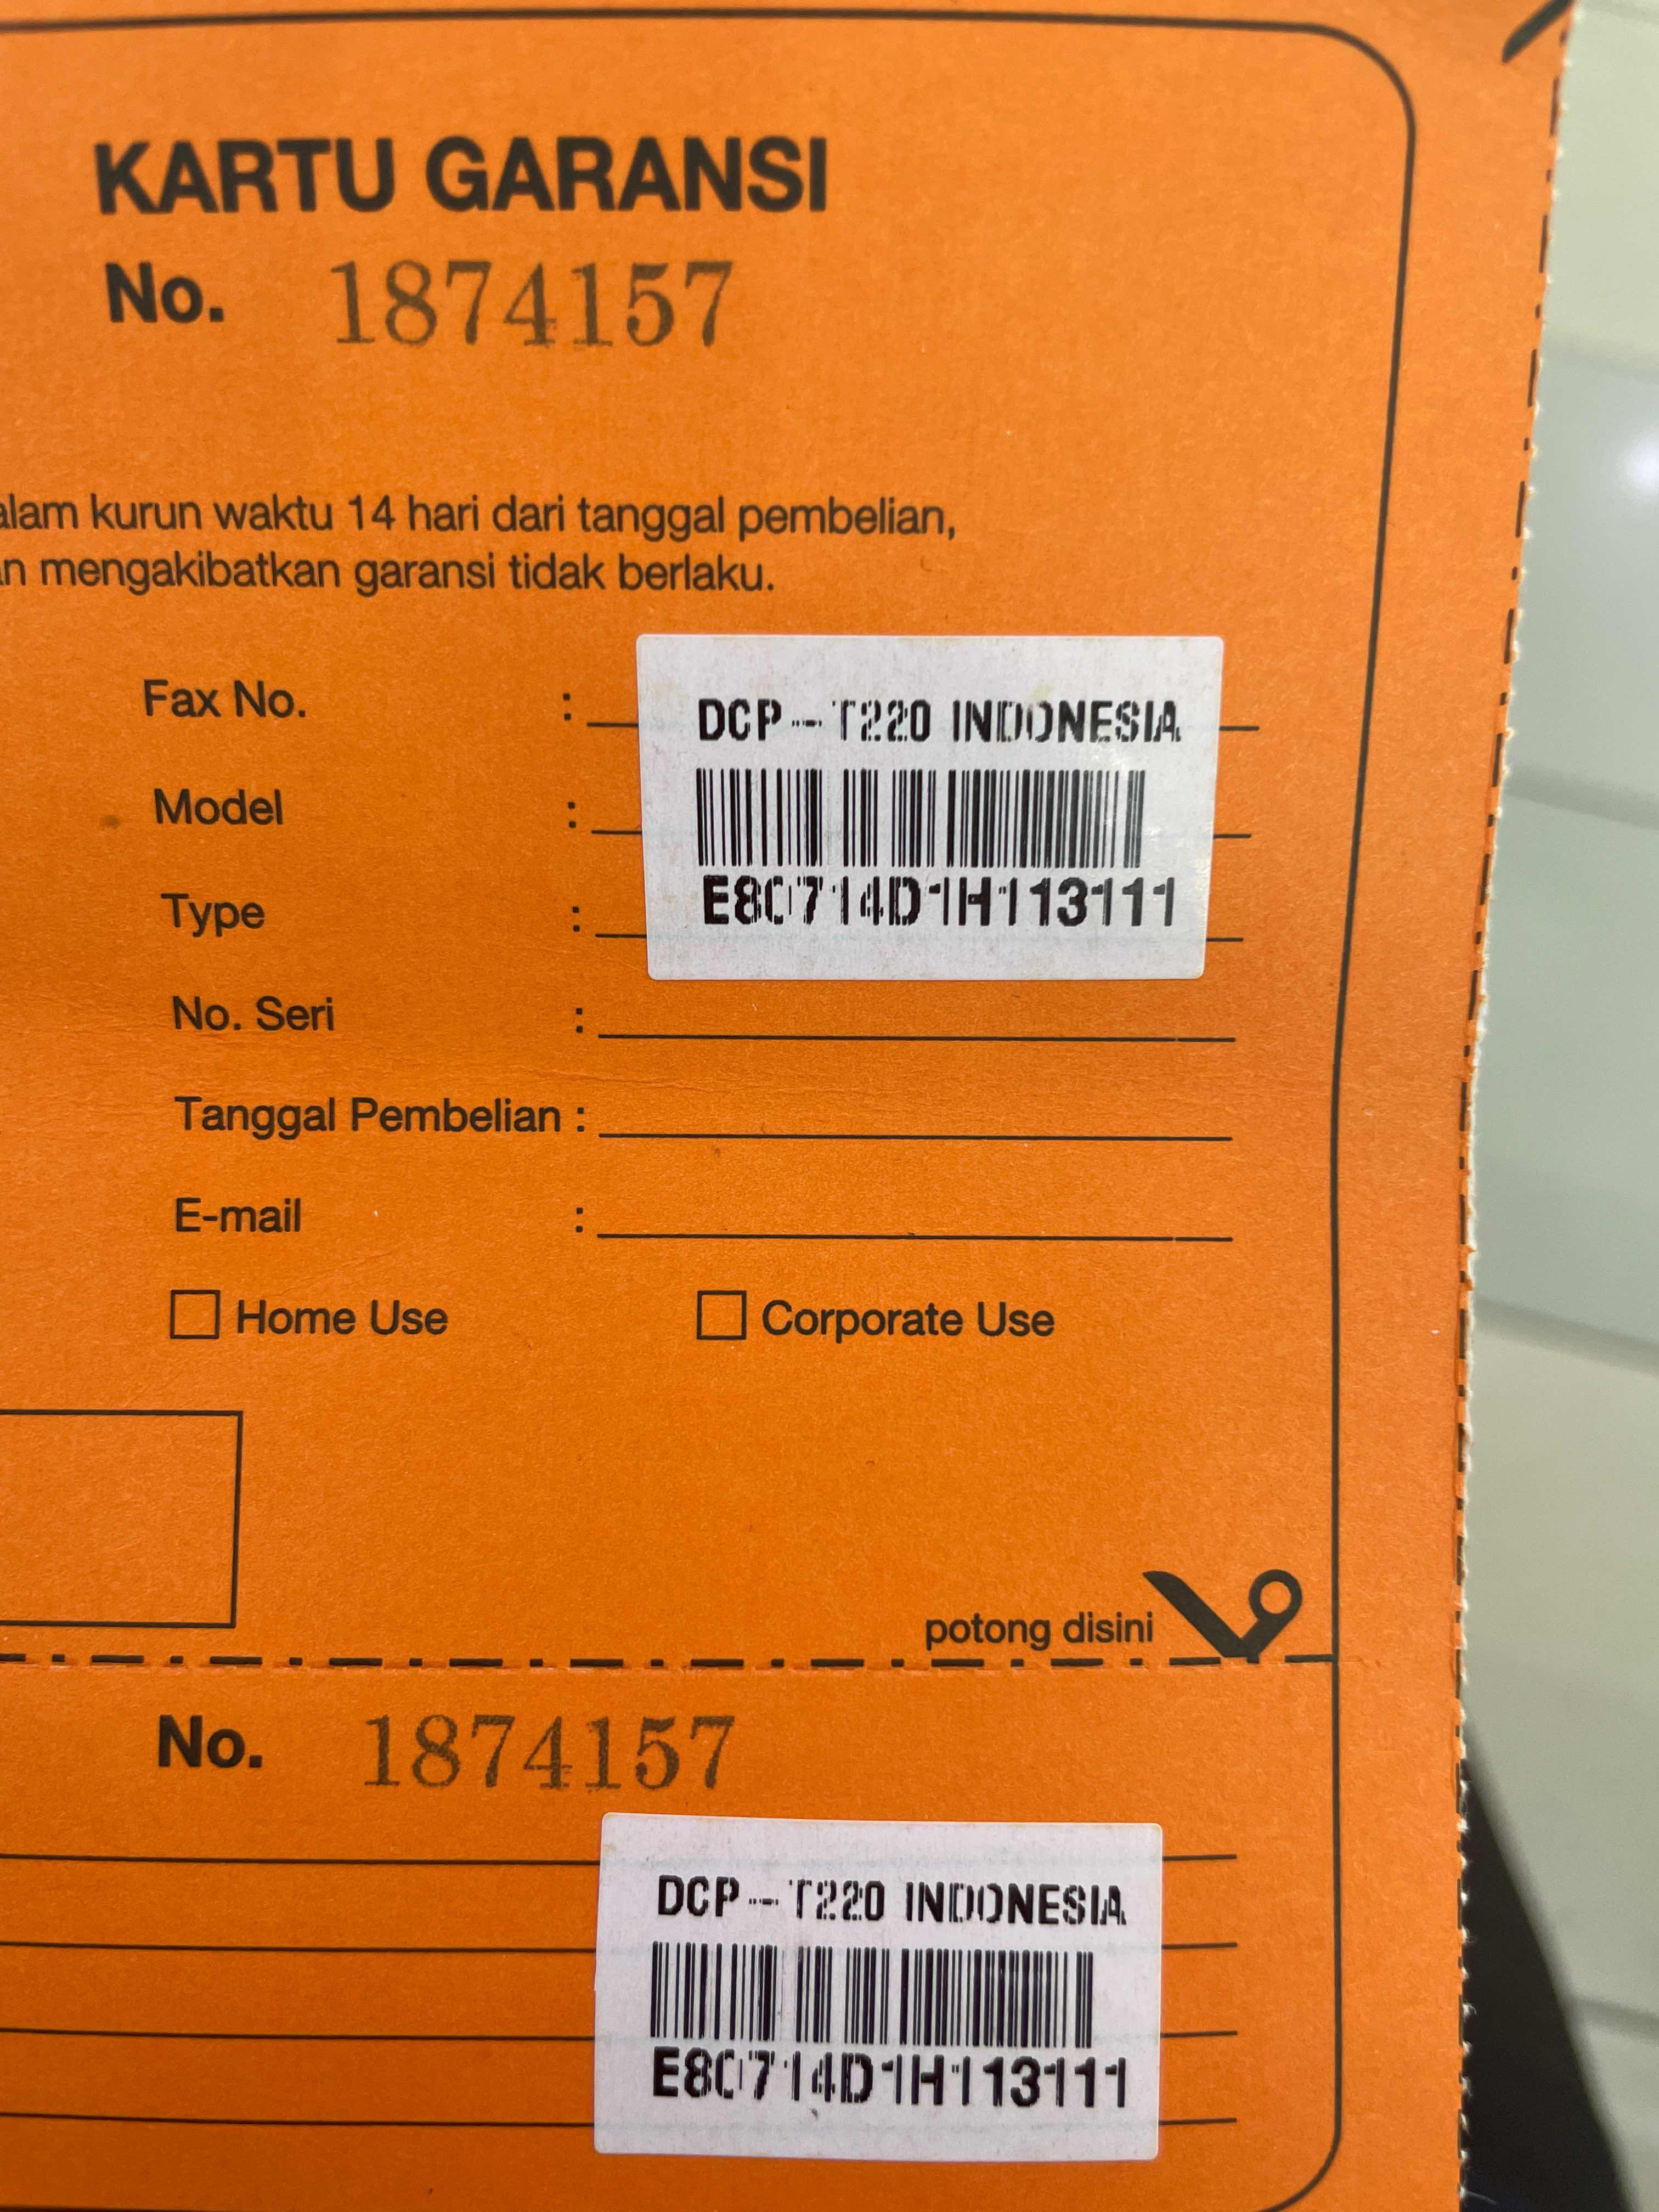 KARTU GARANSI
No. 1874157
kurun waktu 14 hari dari tanggal pembelian,
mengakibatkan garansi tidak berlaku.
Fax No. :
DCP-T220 INDONESIA
Model :
Type :
E80714D1H113111
No. Seri :
Tanggal Pembelian :
E-mail :
Home Use Corporate Use
potong disini
No. 1874157
DCP-T220 INDONESIA
E80714D1H113111